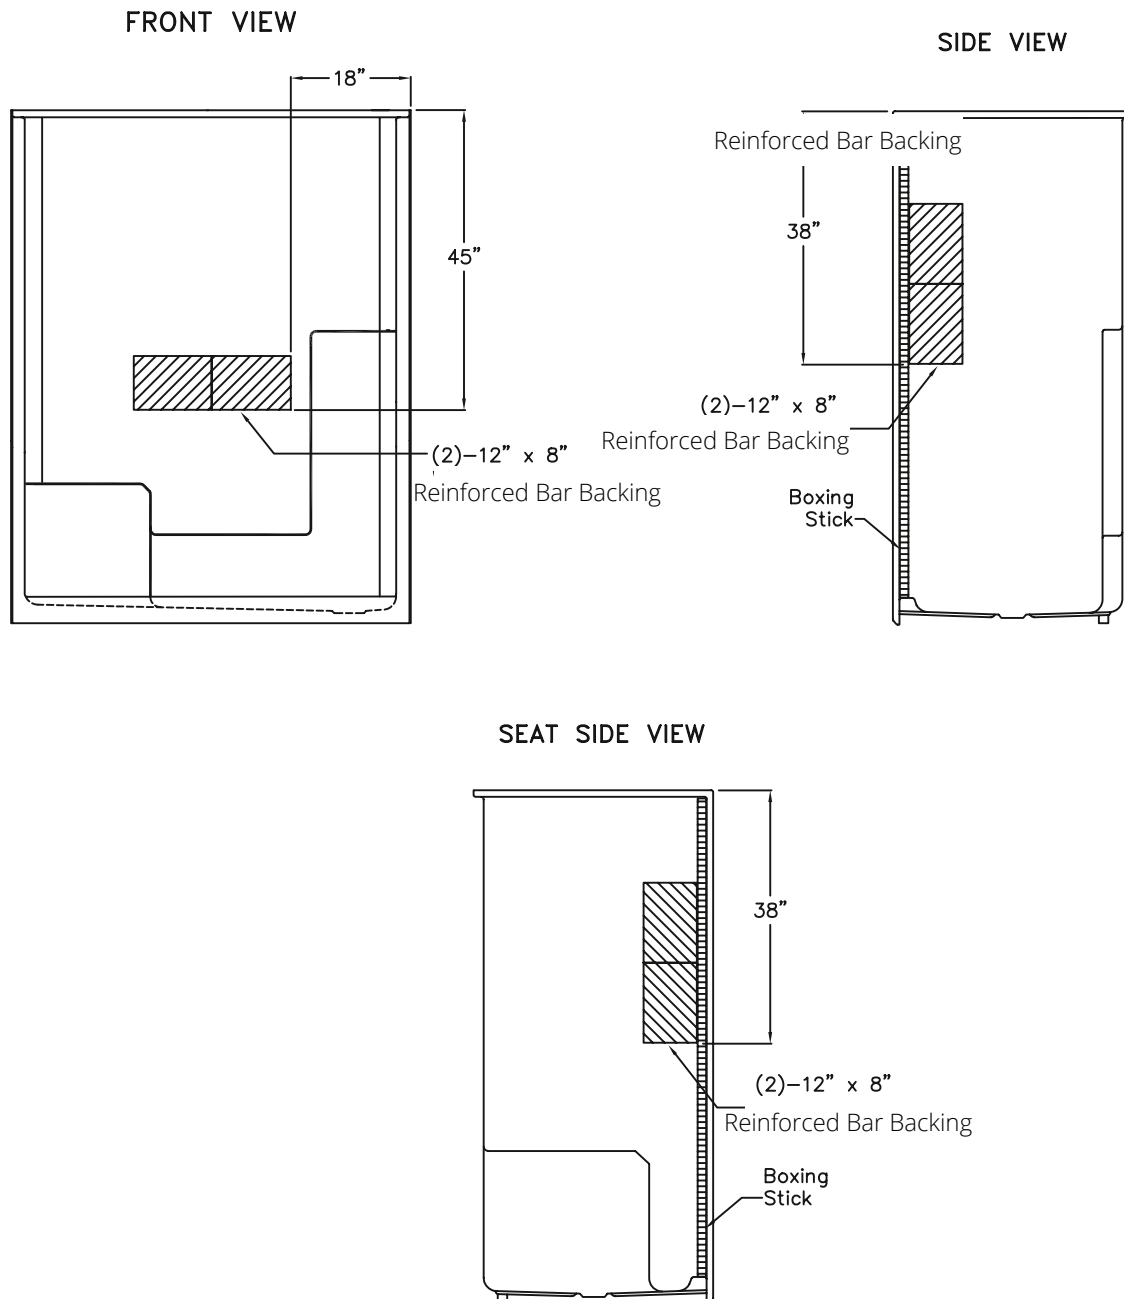 FRONT VIEW
18”
45”
(2)–12” x 8”
Reinforced Bar Backing
SIDE VIEW
Reinforced Bar Backing
38”
(2)–12” x 8”
Reinforced Bar Backing
Boxing
Stick
SEAT SIDE VIEW
38”
(2)–12” x 8”
Reinforced Bar Backing
Boxing
Stick